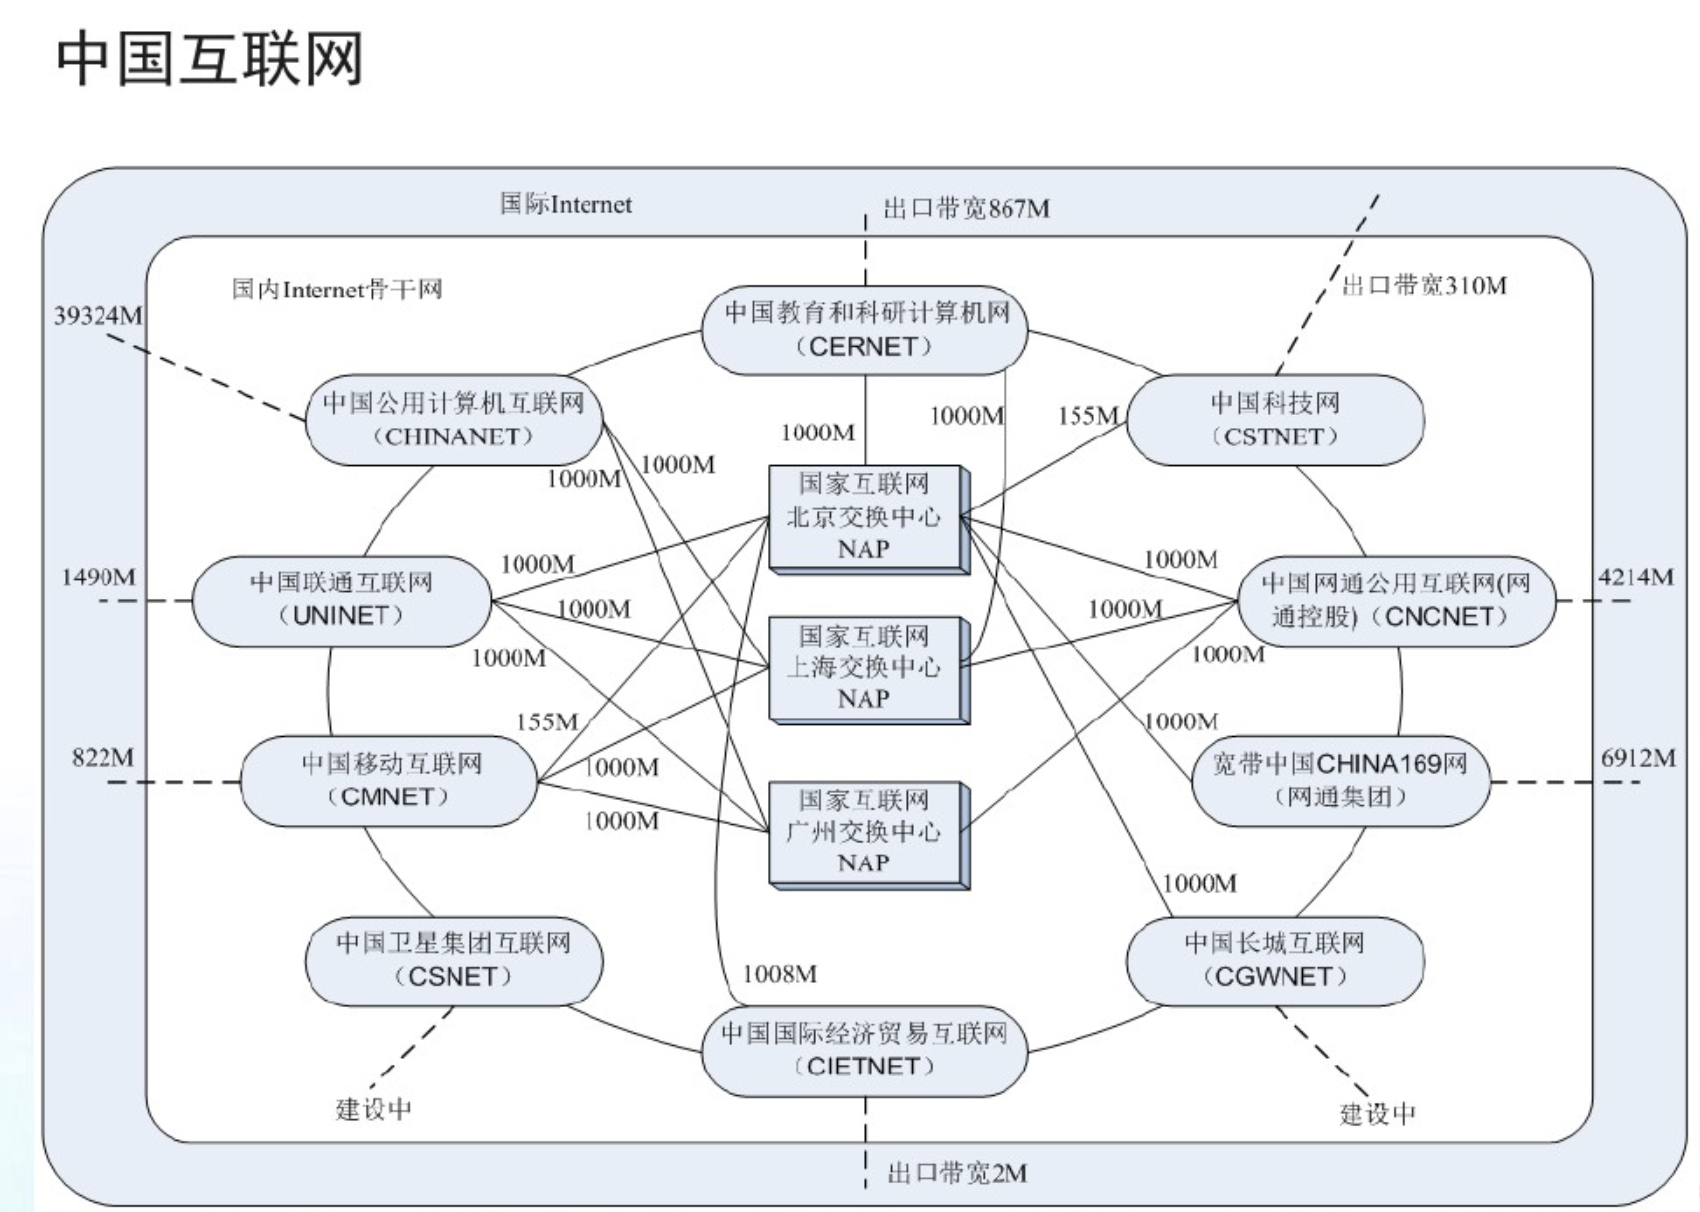 中国互联网
国际Internet
出口带宽867M
国内Internet骨干网
出口带宽310M
39324M
中国教育和科研计算机网
（CERNET）
中国公用计算机互联网
（CHINANET）
中国科技网
（CSTNET）
1000M
1000M
155M
1000M
1000M
国家互联网
北京交换中心
NAP
1000M
1000M
1490M
中国联通互联网
（UNINET）
中国网通公用互联网(网
通控股)（CNCNET）
4214M
1000M
1000M
1000M
1000M
国家互联网
上海交换中心
NAP
155M
1000M
822M
中国移动互联网
（CMNET）
宽带中国CHINA169网
（网通集团）
6912M
1000M
1000M
国家互联网
广州交换中心
NAP
1000M
中国卫星集团互联网
（CSNET）
中国长城互联网
（CGWNET）
1008M
中国国际经济贸易互联网
（CIETNET）
建设中
建设中
出口带宽2M